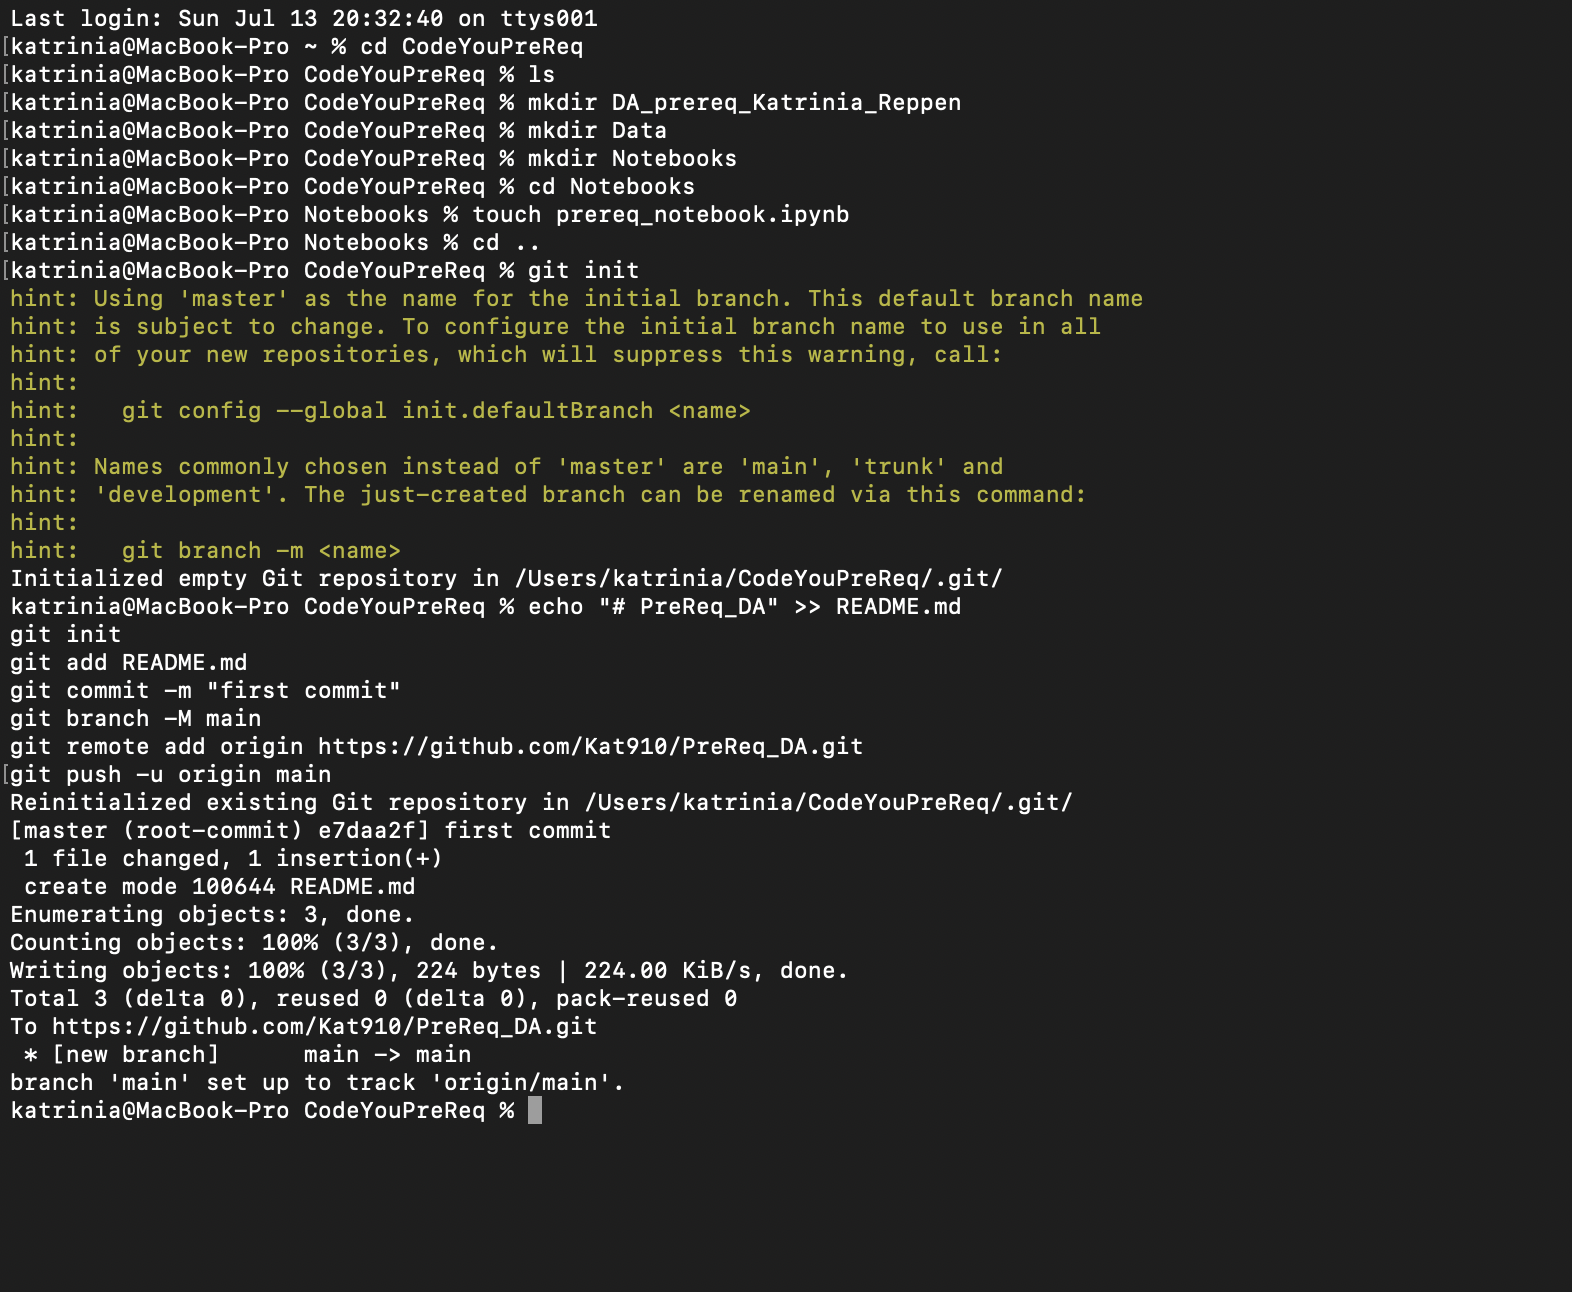 Last login: Sun Jul 13 20:32:40 on ttys001
[katrinia@MacBook-Pro ~ % cd CodeYouPreReq
[katrinia@MacBook-Pro CodeYouPreReq % ls
[katrinia@MacBook-Pro CodeYouPreReq % mkdir DA_prereq_Katrinia_Reppen
[katrinia@MacBook-Pro CodeYouPreReq % mkdir Data
[katrinia@MacBook-Pro CodeYouPreReq % mkdir Notebooks
[katrinia@MacBook-Pro CodeYouPreReq % cd Notebooks
[katrinia@MacBook-Pro Notebooks % touch prereq_notebook.ipynb
[katrinia@MacBook-Pro Notebooks % cd ..
[katrinia@MacBook-Pro CodeYouPreReq % git init
hint: Using 'master' as the name for the initial branch. This default branch name
hint: is subject to change. To configure the initial branch name to use in all
hint: of your new repositories, which will suppress this warning, call:
hint:
hint:   git config --global init.defaultBranch <name>
hint:
hint: Names commonly chosen instead of 'master' are 'main', 'trunk' and
hint: 'development'. The just-created branch can be renamed via this command:
hint:
hint:   git branch -m <name>
Initialized empty Git repository in /Users/katrinia/CodeYouPreReq/.git/
katrinia@MacBook-Pro CodeYouPreReq % echo "# PreReq_DA" >> README.md
git init
git add README.md
git commit -m "first commit"
git branch -M main
git remote add origin https://github.com/Kat910/PreReq_DA.git
[git push -u origin main
Reinitialized existing Git repository in /Users/katrinia/CodeYouPreReq/.git/
[master (root-commit) e7daa2f] first commit
 1 file changed, 1 insertion(+)
 create mode 100644 README.md
Enumerating objects: 3, done.
Counting objects: 100% (3/3), done.
Writing objects: 100% (3/3), 224 bytes | 224.00 KiB/s, done.
Total 3 (delta 0), reused 0 (delta 0), pack-reused 0
To https://github.com/Kat910/PreReq_DA.git
 * [new branch]      main -> main
branch 'main' set up to track 'origin/main'.
katrinia@MacBook-Pro CodeYouPreReq %